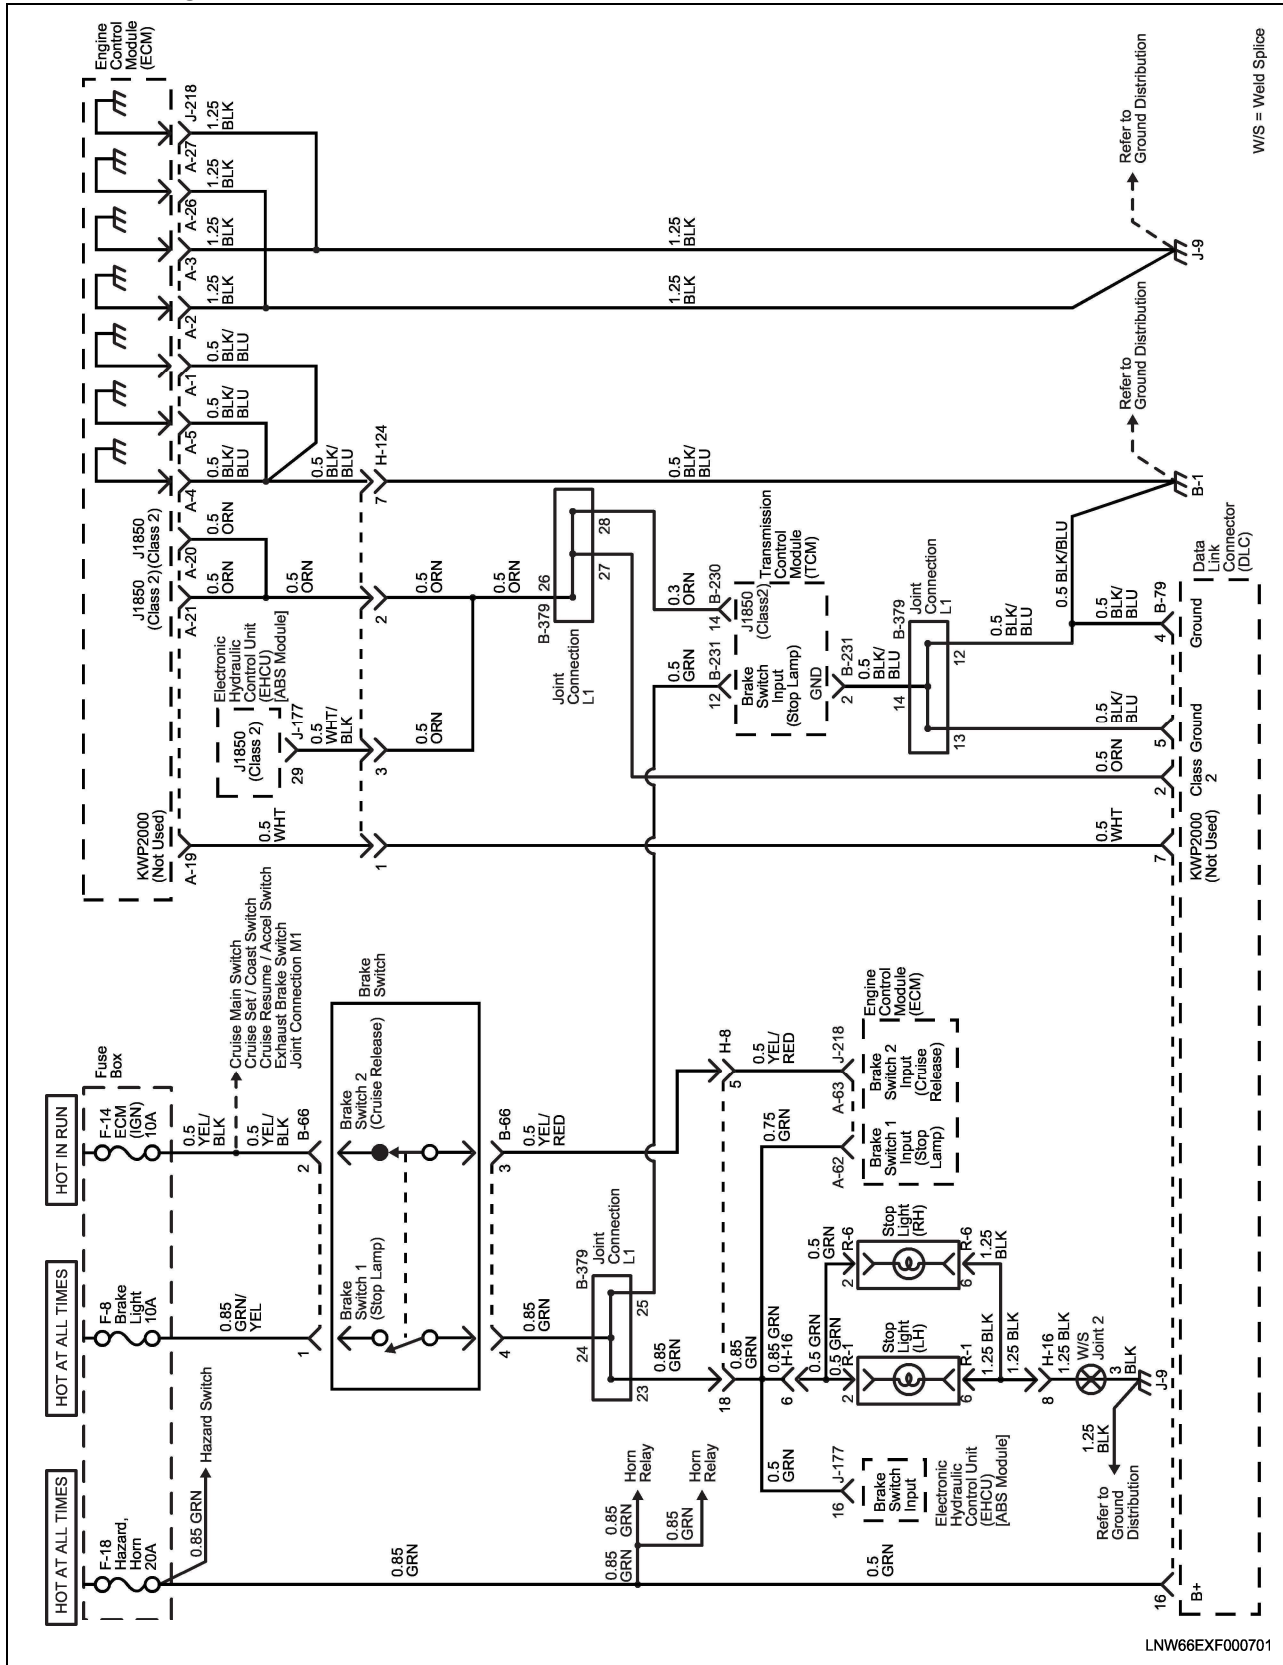 HOT AT ALL TIMES
HOT AT ALL TIMES
HOT IN RUN
F-18
Hazard,
Horn
20A
F-8
Brake
Light
10A
F-14
ECM
(IGN)
10A
Fuse
Box
0.85 GRN
Hazard Switch
0.85
GRN/
YEL
0.5
YEL/
BLK
0.5
YEL/
BLK
Cruise Main Switch
Cruise Set / Coast Switch
Cruise Resume / Accel Switch
Exhaust Brake Switch
Joint Connection M1
1
2
B-66
Brake
Switch 1
(Stop Lamp)
Brake
Switch 2
(Cruise Release)
Brake
Switch
4
3
B-66
0.85
GRN
0.5
YEL/
RED
0.85
GRN
24
B-379
Joint
Connection
L1
23
25
0.85
GRN
0.85
GRN
0.85
GRN
0.85
GRN
Horn
Relay
Horn
Relay
18
H-8
5
0.85
GRN
0.85 GRN
H-16
6
0.5
GRN
0.75
GRN
0.5
YEL/
RED
0.5 GRN
0.5 GRN
0.5
GRN
R-1
2
R-6
2
16
J-177
Brake
Switch
Input
Electronic
Hydraulic
Control Unit
(EHCU)
[ABS Module]
Stop
Light
(LH)
Stop
Light
(RH)
A-62
A-63
J-218
Brake
Switch 1
Input
(Stop
Lamp)
Brake
Switch 2
Input
(Cruise
Release)
Engine
Control
Module
(ECM)
6
R-1
6
R-6
1.25 BLK
1.25
BLK
1.25 BLK
8
H-16
1.25 BLK
W/S
Joint 2
3
BLK
J-9
1.25
BLK
Refer to
Ground
Distribution
0.5
GRN
16
B+
Engine
Control
Module
(ECM)
KWP2000
(Not Used)
J1850
(Class 2)
J1850
(Class 2)
A-19
A-21
A-20
A-4
A-5
A-1
A-2
A-3
A-26
A-27
J-218
0.5
WHT
0.5
ORN
0.5
ORN
0.5
BLK/
BLU
0.5
BLK/
BLU
0.5
BLK/
BLU
1.25
BLK
1.25
BLK
1.25
BLK
1.25
BLK
Electronic
Hydraulic
Control Unit
(EHCU)
[ABS Module]
J1850
(Class 2)
29
J-177
0.5
WHT/
BLK
0.5
ORN
0.5
BLK/
BLU
1
3
2
7
H-124
0.5
ORN
0.5
ORN
0.5
ORN
B-379
26
Joint
Connection
L1
27
28
0.5
BLK/
BLU
1.25
BLK
1.25
BLK
0.5
GRN
0.3
ORN
12
B-231
14
B-230
Brake
Switch
Input
(Stop Lamp)
J1850
(Class2)
GND
Transmission
Control
Module
(TCM)
2
B-231
0.5
BLK/
BLU
14
B-379
Joint
Connection
L1
13
12
0.5
BLK/
BLU
0.5 BLK/BLU
0.5
WHT
0.5
ORN
0.5
BLK/
BLU
0.5
BLK/
BLU
7
2
5
4
B-79
KWP2000
(Not Used)
Class
2
Ground
Ground
Data
Link
Connector
(DLC)
B-1
Refer to
Ground Distribution
J-9
Refer to
Ground Distribution
W/S = Weld Splice
LNW66EXF000701